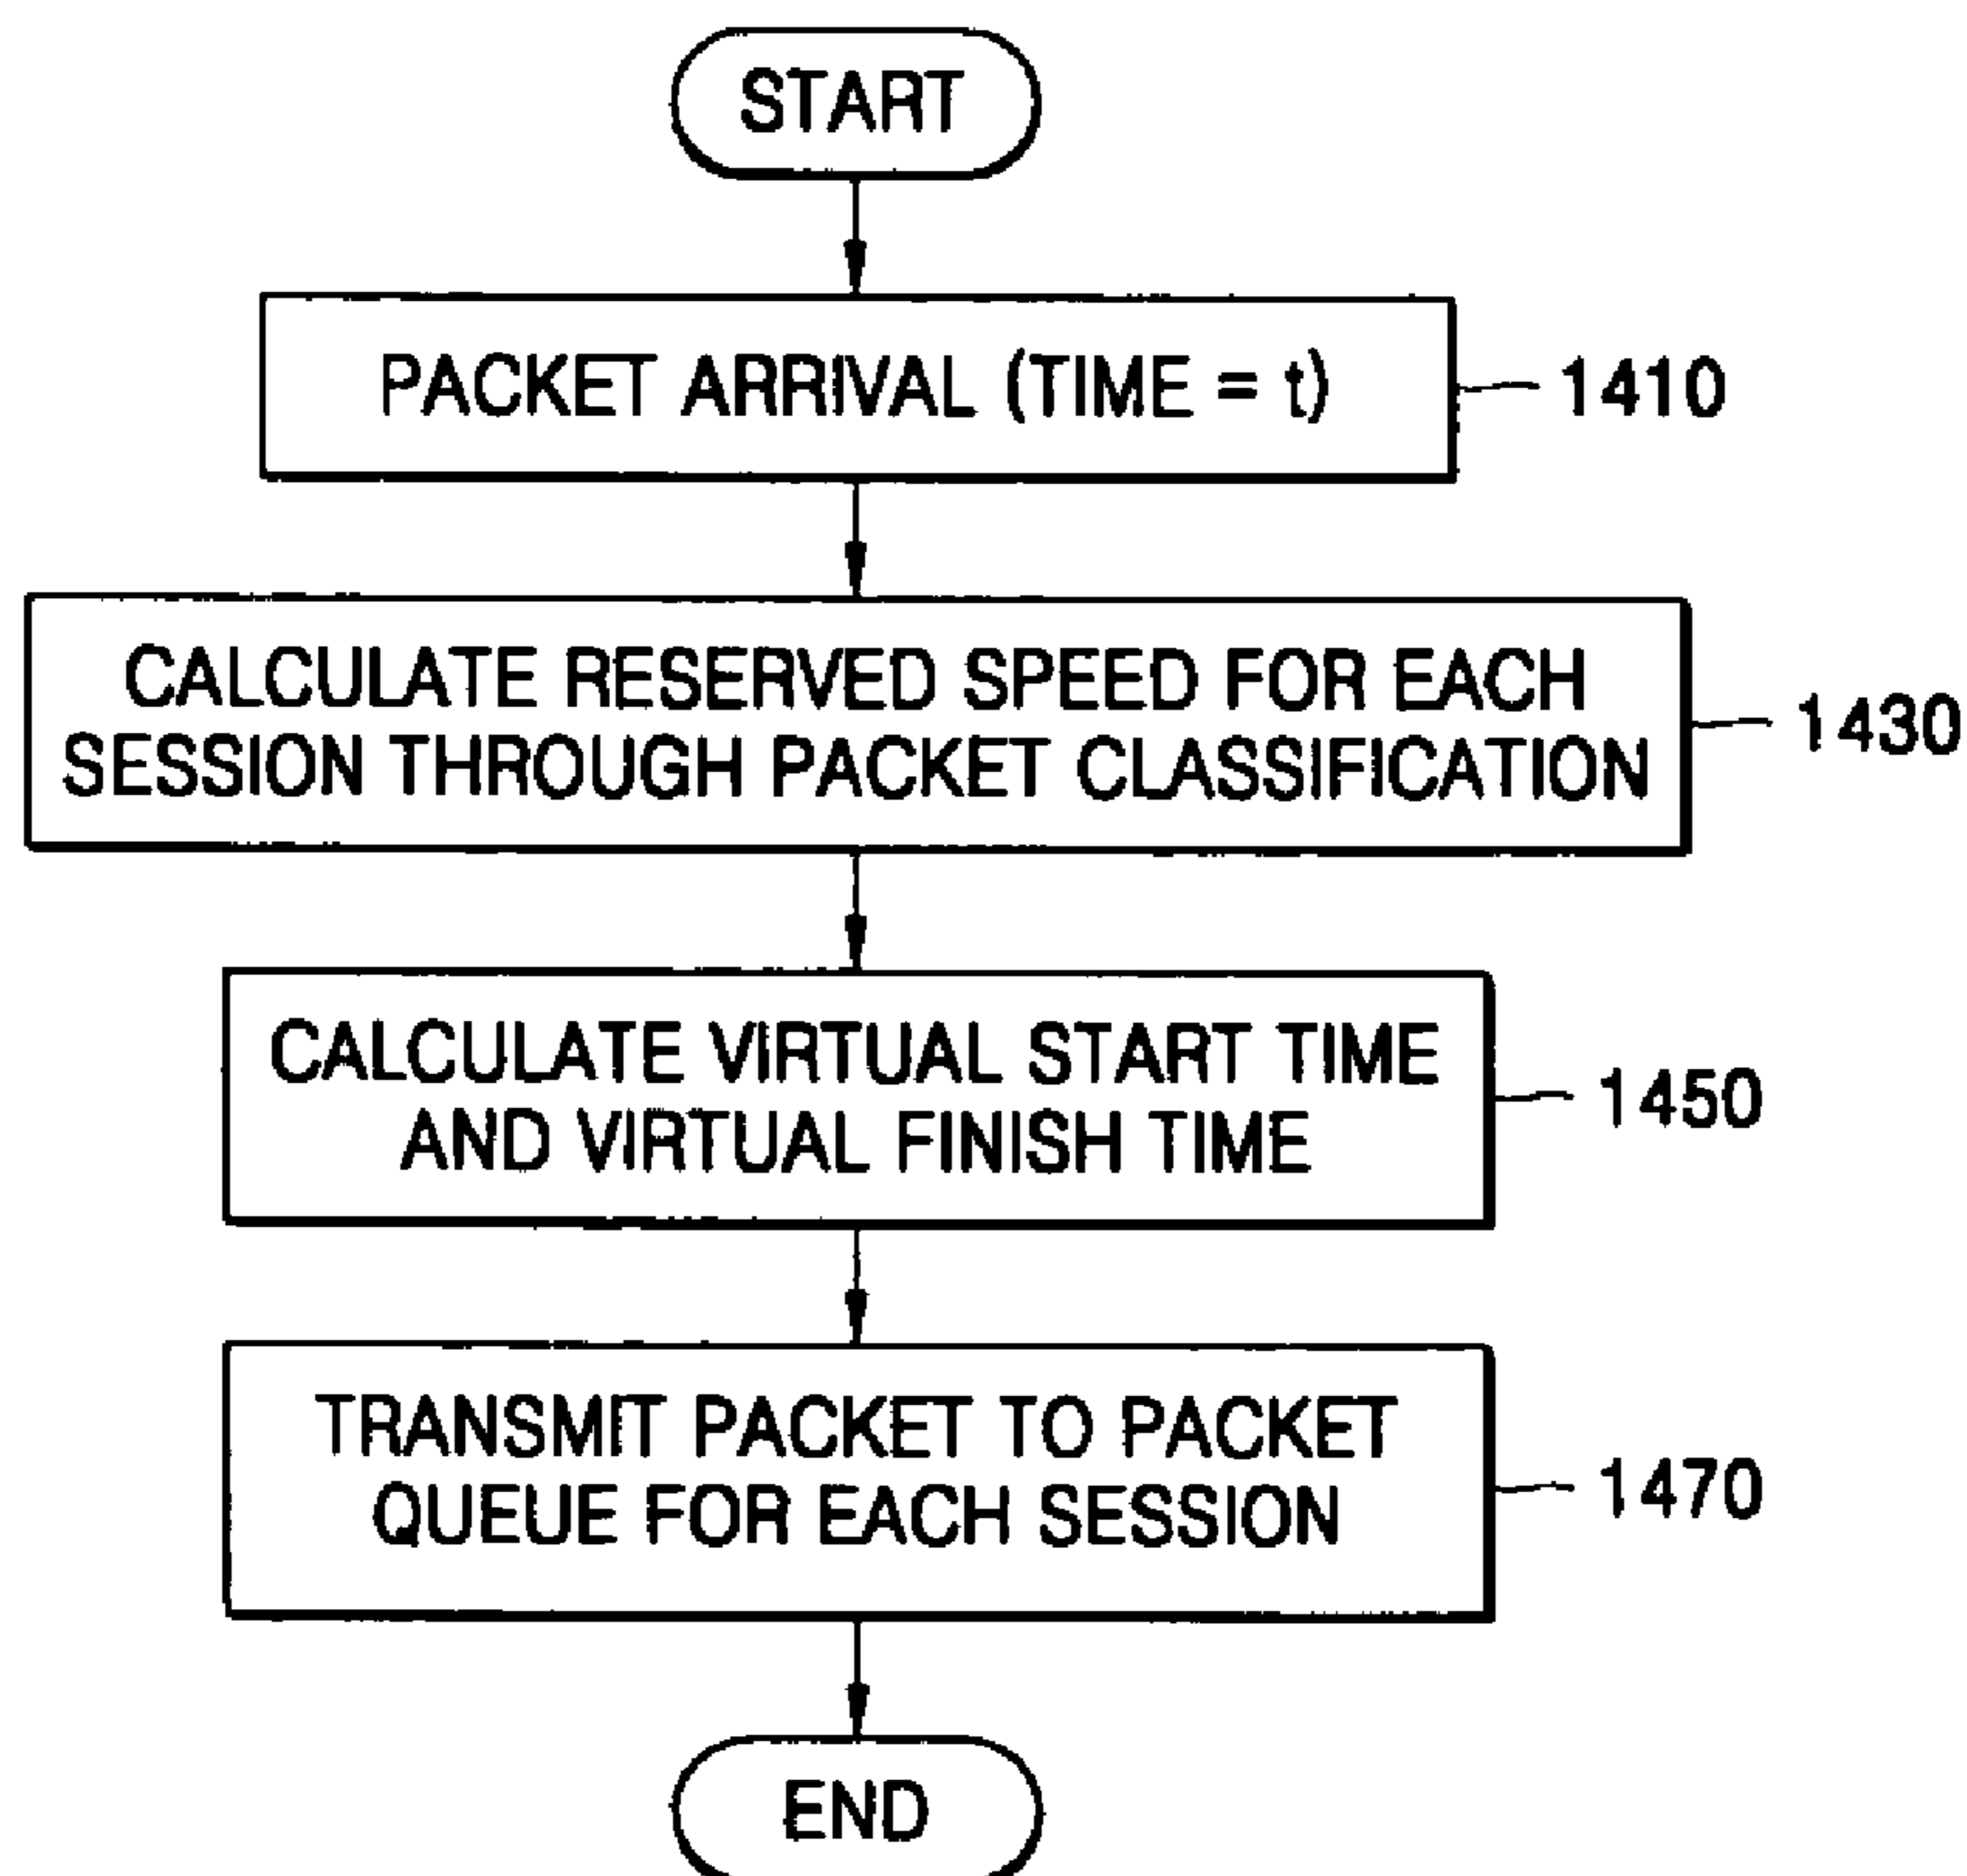 START
PACKET ARRIVAL (TIME = t)
1410
CALCULATE RESERVED SPEED FOR EACH
SESSION THROUGH PACKET CLASSIFICATION
1430
CALCULATE VIRTUAL START TIME
AND VIRTUAL FINISH TIME
1450
TRANSMIT PACKET TO PACKET
QUEUE FOR EACH SESSION
1470
END